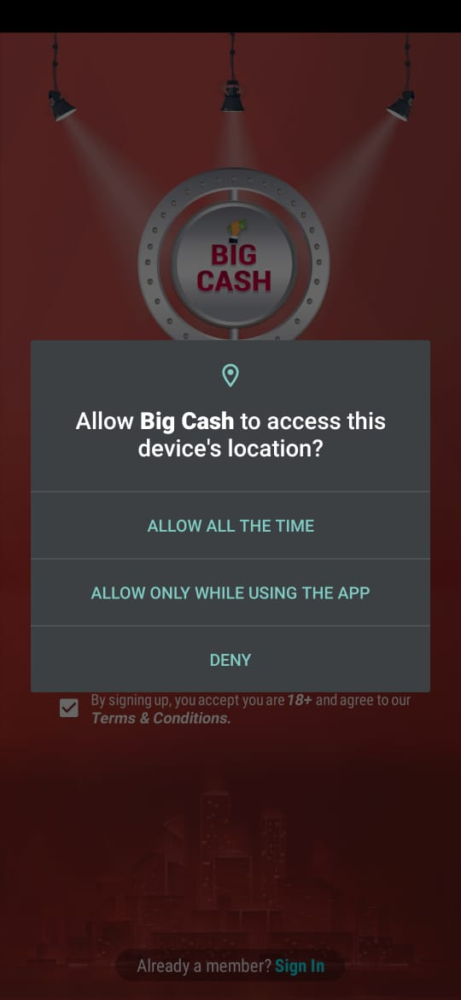 BIG
CASH
Allow Big Cash to access this
device's location?
ALLOW ALL THE TIME
ALLOW ONLY WHILE USING THE APP
DENY
By signing up, you accept you are 18+ and agree to our
Terms & Conditions.
Already a member? Sign In